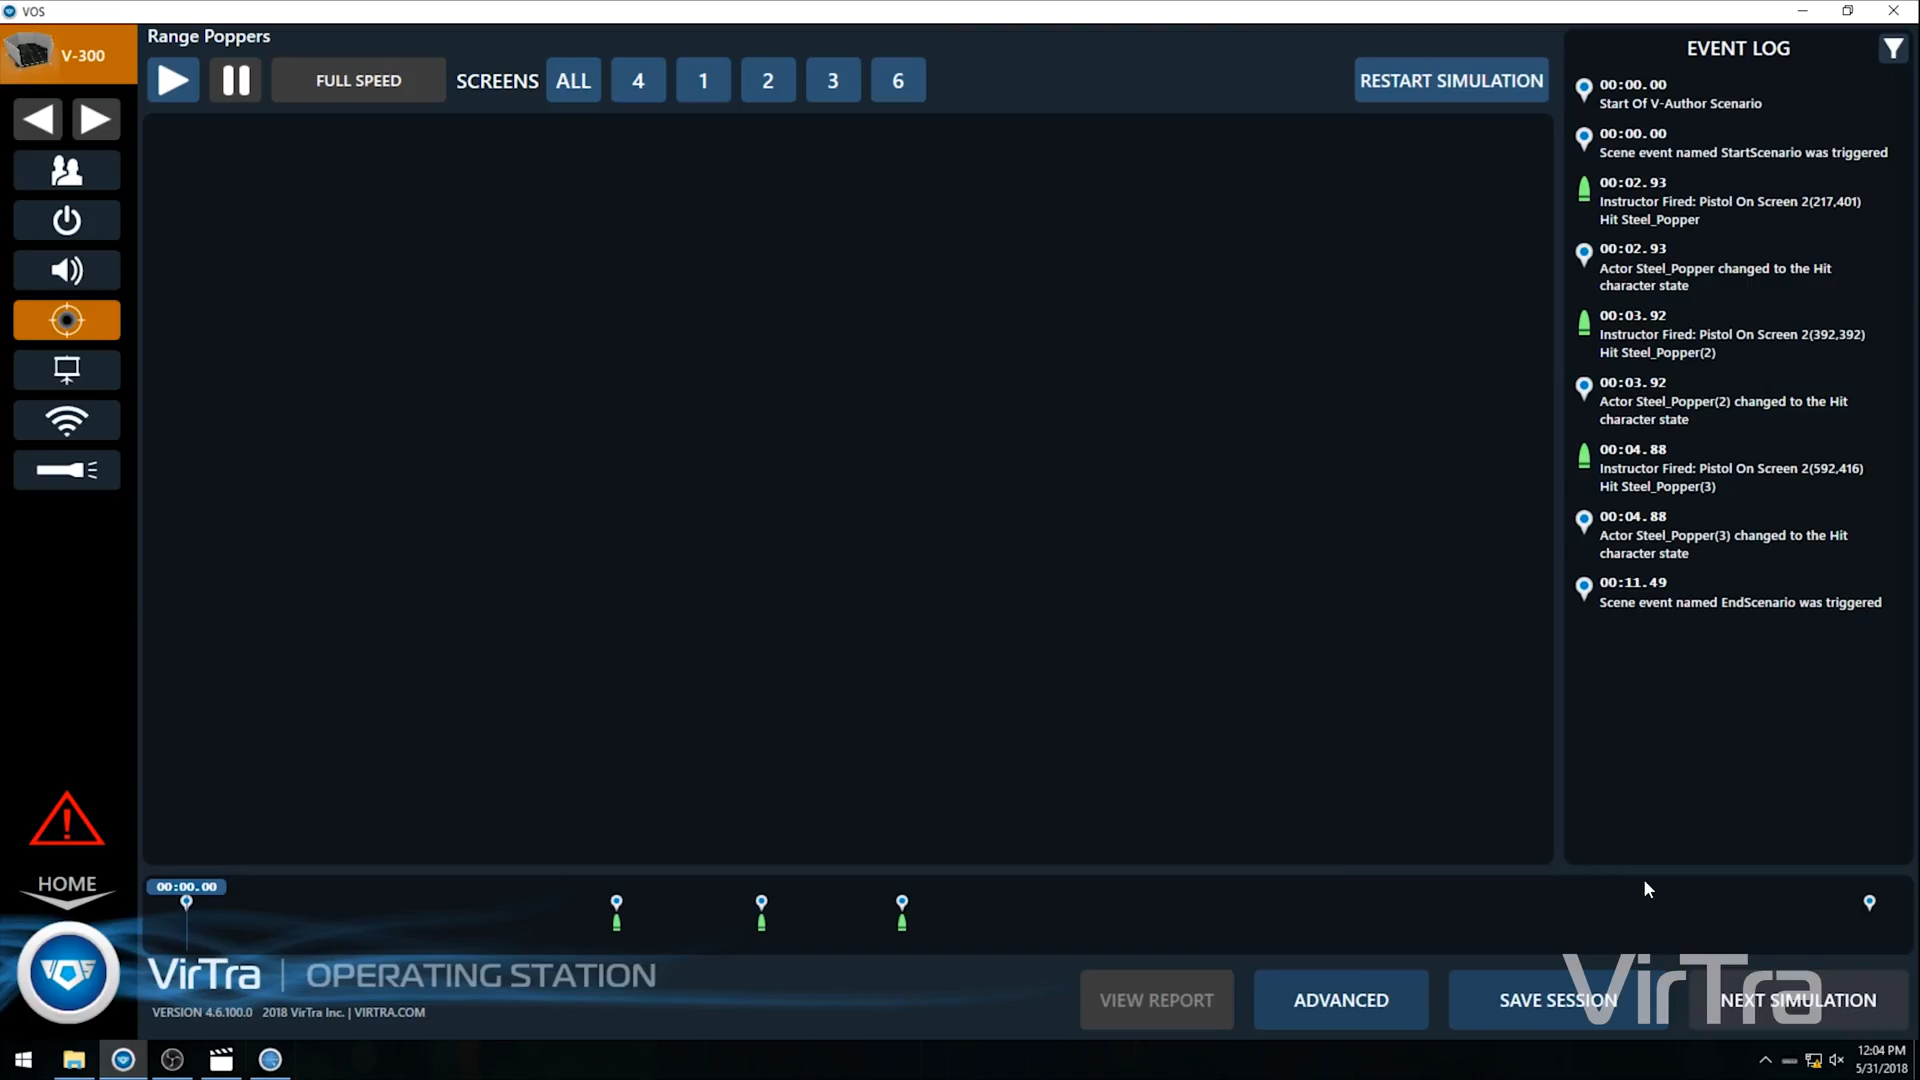 VOS
V-300
Range Poppers
FULL SPEED
SCREENS
ALL
4
1
2
3
6
RESTART SIMULATION
EVENT LOG
00:00.00
Start Of V-Author Scenario
00:00.00
Scene event named StartScenario was triggered
00:02.93
Instructor Fired: Pistol On Screen 2(217,401)
Hit Steel_Popper
00:02.93
Actor Steel_Popper changed to the Hit
character state
00:03.92
Instructor Fired: Pistol On Screen 2(392,392)
Hit Steel_Popper(2)
00:03.92
Actor Steel_Popper(2) changed to the Hit
character state
00:04.88
Instructor Fired: Pistol On Screen 2(592,416)
Hit Steel_Popper(3)
00:04.88
Actor Steel_Popper(3) changed to the Hit
character state
00:11.49
Scene event named EndScenario was triggered
HOME
00:00.00
VOS
VirTra | OPERATING STATION
VERSION 4.6.100.0 2018 VirTra Inc. | VIRTRA.COM
VIEW REPORT
ADVANCED
SAVE SESSION
NEXT SIMULATION
VirTra
12:04 PM
5/31/2018